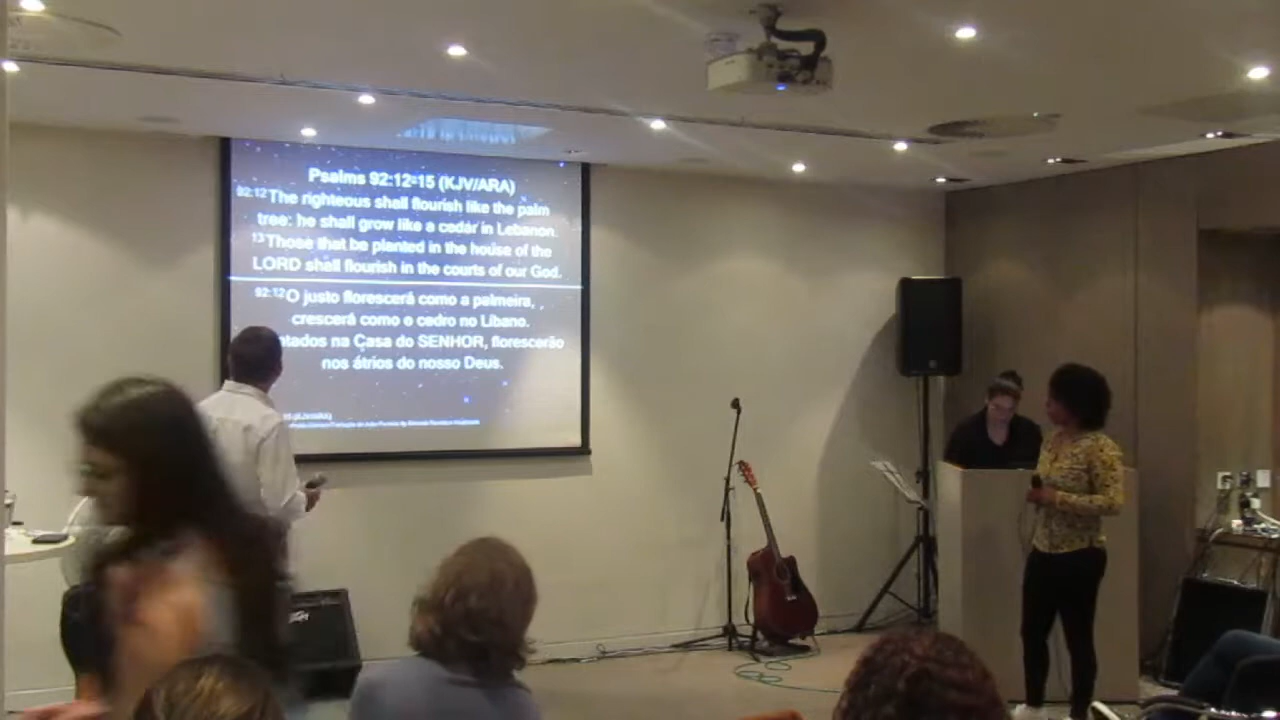 Psalms 92:12-15 (KJV/ARA)
92:12 The righteous shall flourish like the palm
tree: he shall grow like a cedar in Lebanon.
13 Those that be planted in the house of the
LORD shall flourish in the courts of our God.
92:12 O justo florescerá como a palmeira,
crescerá como o cedro no Líbano.
ntados na Casa do SENHOR, florescerão
nos átrios do nosso Deus.